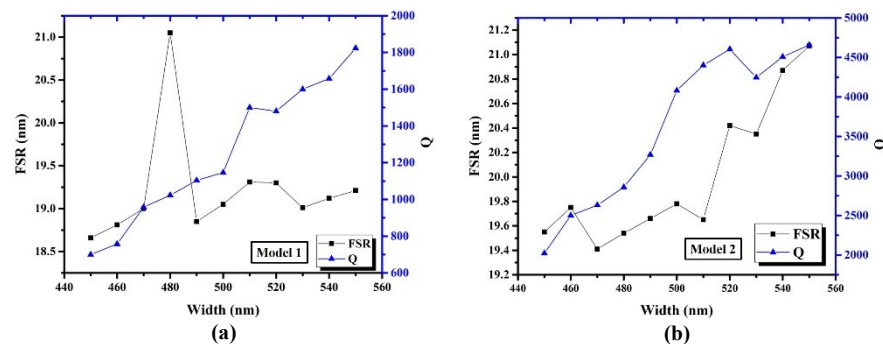 21.0
20.5
20.0
19.5
19.0
18.5
FSR (nm)
2000
1800
1600
1400
1200
1000
800
600
Q
Model 1
FSR
Q
440 460 480 500 520 540 560
Width (nm)
(a)
21.2
21.0
20.8
20.6
20.4
20.2
20.0
19.8
19.6
19.4
19.2
FSR (nm)
5000
4500
4000
3500
3000
2500
2000
Q
Model 2
FSR
Q
440 460 480 500 520 540 560
Width (nm)
(b)